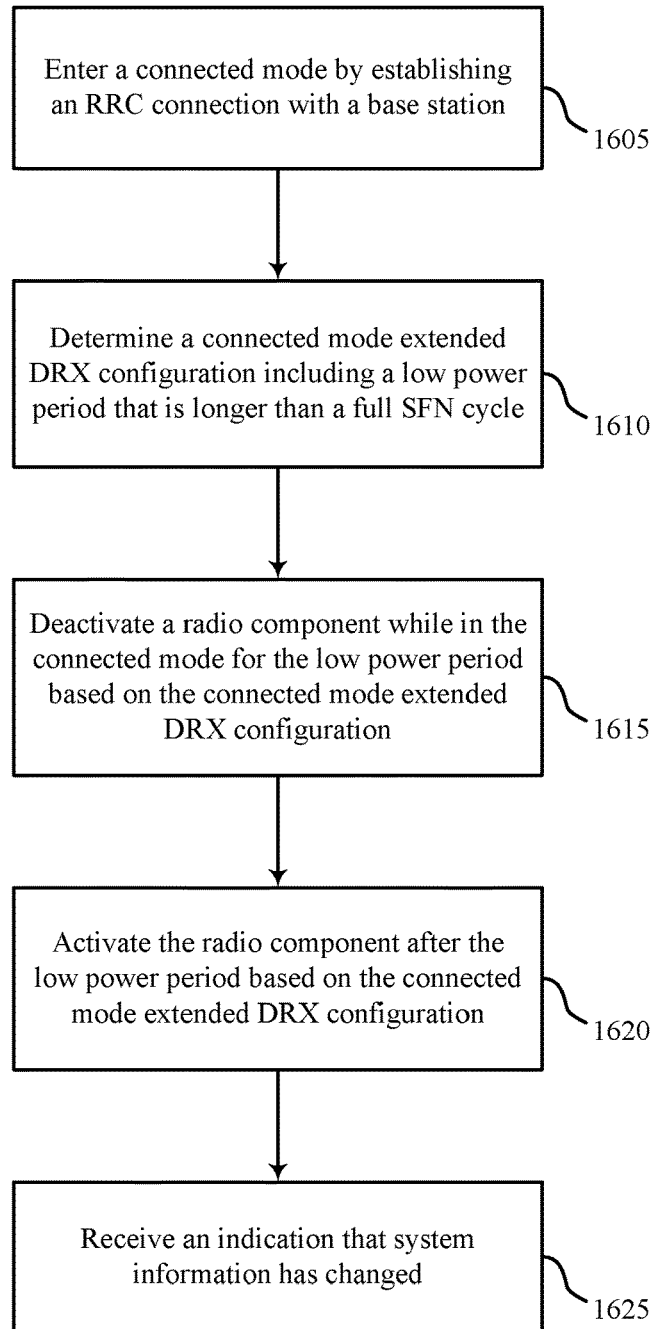 Enter a connected mode by establishing
an RRC connection with a base station
1605
Determine a connected mode extended
DRX configuration including a low power
period that is longer than a full SFN cycle
1610
Deactivate a radio component while in the
connected mode for the low power period
based on the connected mode extended
DRX configuration
1615
Activate the radio component after the
low power period based on the connected
mode extended DRX configuration
1620
Receive an indication that system
information has changed
1625